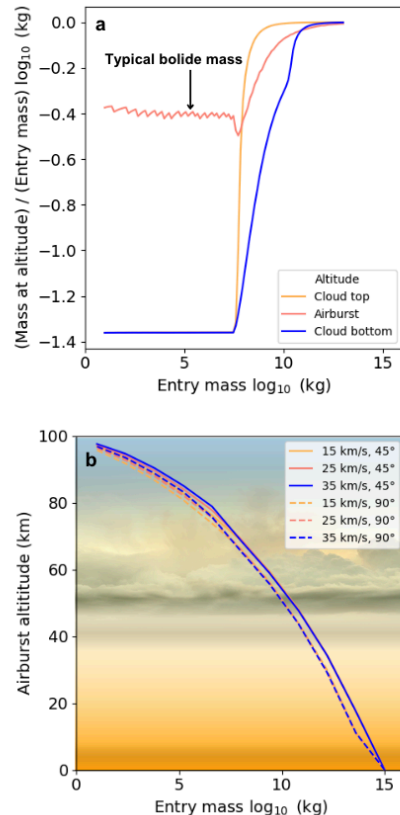 a
(Mass at altitude) / (Entry mass) log10 (kg)
0.0
−0.2
−0.4
−0.6
−0.8
−1.0
−1.2
−1.4
Typical bolide mass
Altitude
Cloud top
Airburst
Cloud bottom
0 5 10 15
Entry mass log10 (kg)
b
Airburst altititude (km)
100
80
60
40
20
0
15 km/s, 45°
25 km/s, 45°
35 km/s, 45°
15 km/s, 90°
25 km/s, 90°
35 km/s, 90°
0 5 10 15
Entry mass log10 (kg)